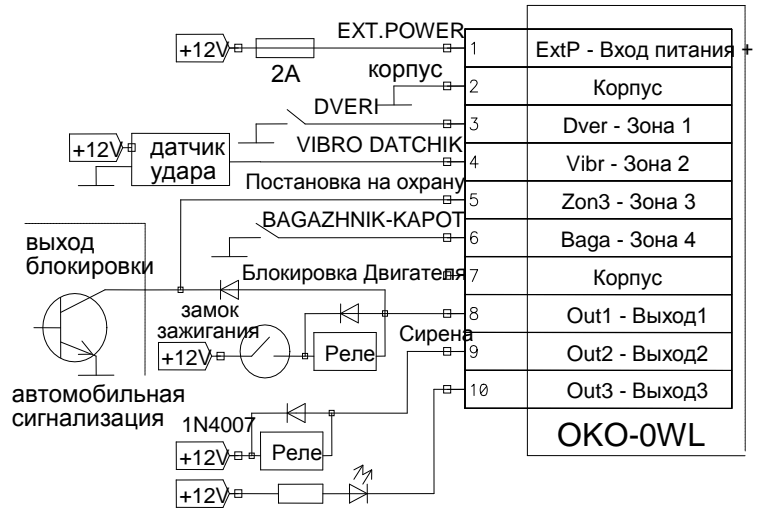 EXT.POWER
+12V
2A
1
ExtP - Вход питания +
корпус
2
Корпус
DVERI
3
Dver - Зона 1
+12V
датчик
удара
VIBRO DATCHIK
4
Vibr - Зона 2
Постановка на охрану
5
Zon3 - Зона 3
BAGAZHNIK-KAPOT
6
Baga - Зона 4
выход
блокировки
Блокировка Двигателя
7
Корпус
замок
зажигания
+12V
Реле
8
Out1 - Выход1
Сирена
9
Out2 - Выход2
автомобильная
сигнализация
10
Out3 - Выход3
1N4007
+12V
Реле
OKO-0WL
+12V